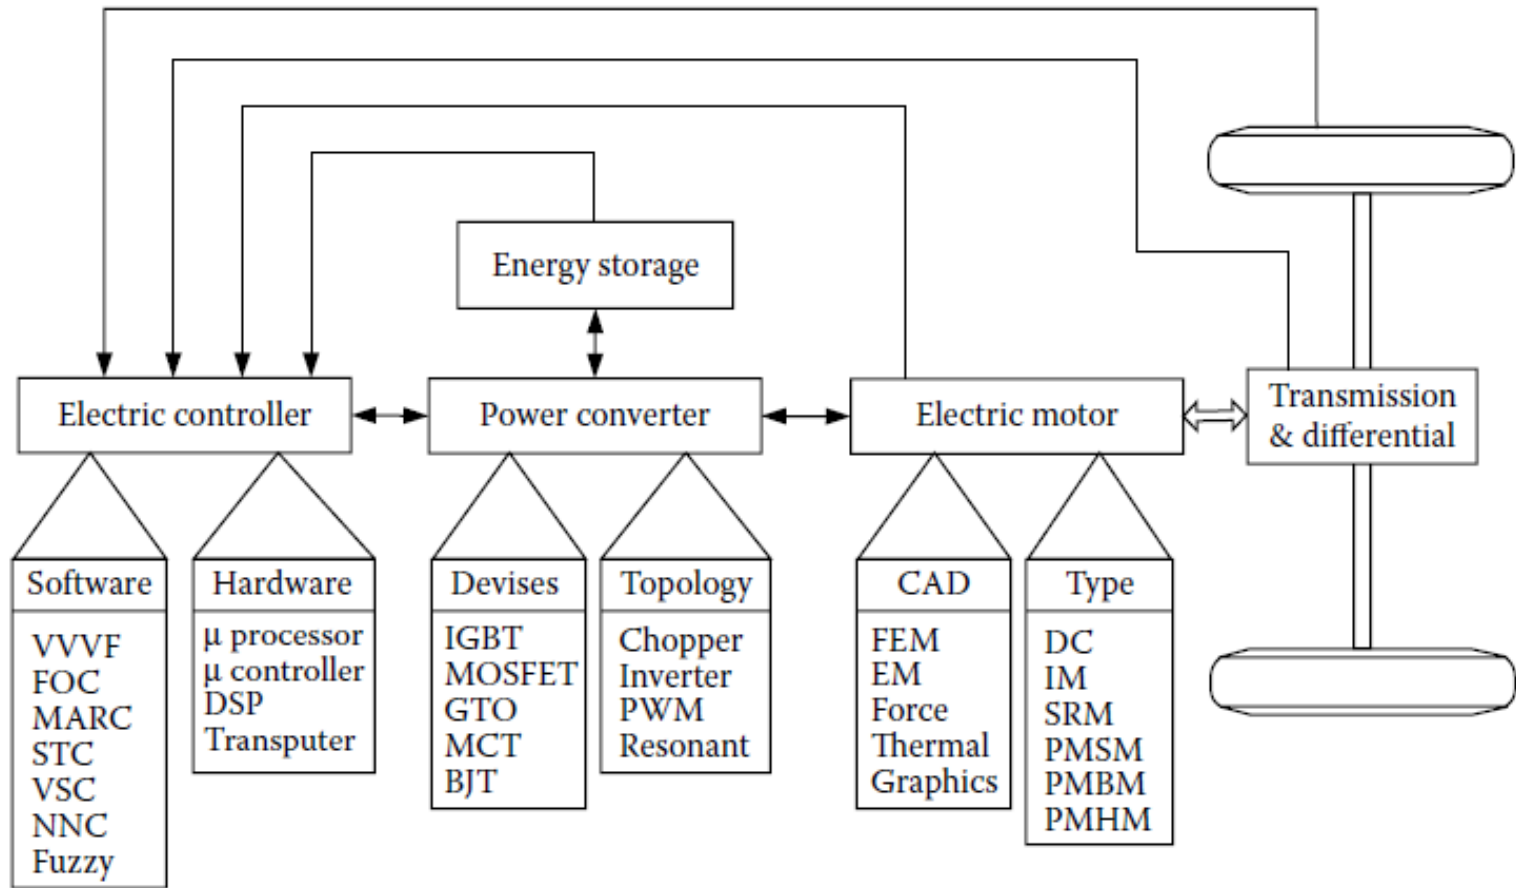 Energy storage
Electric controller
Power converter
Electric motor
Transmission
& differential
Software
VVVF
FOC
MARC
STC
VSC
NNC
Fuzzy
Hardware
μ processor
μ controller
DSP
Transputer
Devises
IGBT
MOSFET
GTO
MCT
BJT
Topology
Chopper
Inverter
PWM
Resonant
CAD
FEM
EM
Force
Thermal
Graphics
Type
DC
IM
SRM
PMSM
PMBM
PMHM